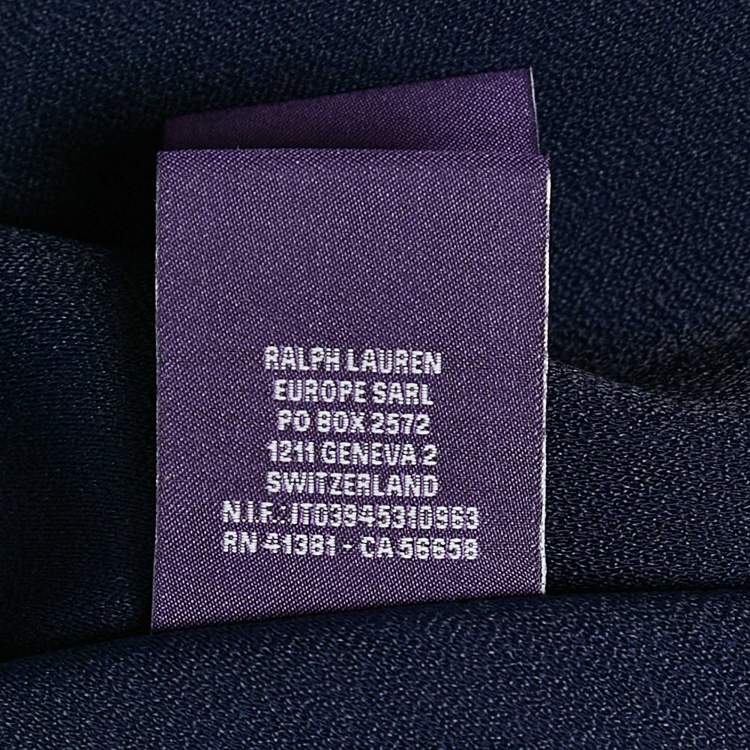 RALPH LAUREN
EUROPE SARL
PO BOX 2572
1211 GENEVA 2
SWITZERLAND
N.I.F.: IT03945310963
RN 41381 - CA 56658